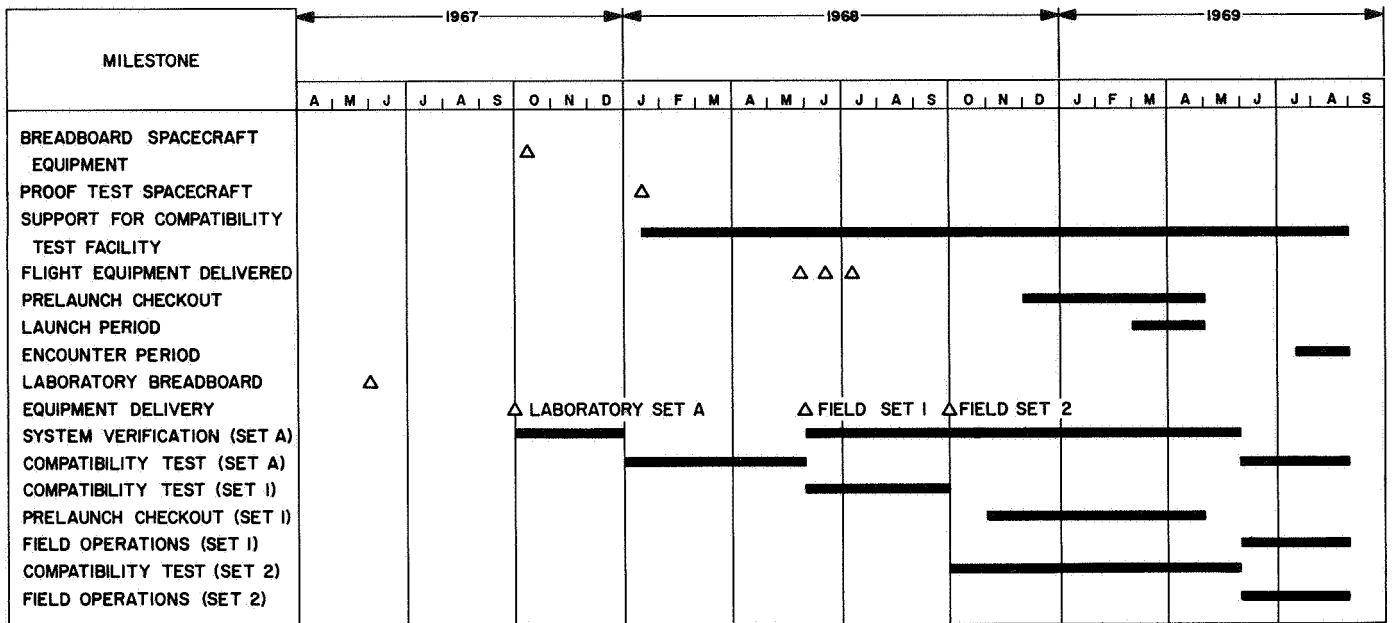 1967 1968 1969
MILESTONE
A M J J A S O N D J F M A M J J A S O N D J F M A M J J A S
BREADBOARD SPACECRAFT
EQUIPMENT
PROOF TEST SPACECRAFT
SUPPORT FOR COMPATIBILITY
TEST FACILITY
FLIGHT EQUIPMENT DELIVERED
PRELAUNCH CHECKOUT
LAUNCH PERIOD
ENCOUNTER PERIOD
LABORATORY BREADBOARD
EQUIPMENT DELIVERY LABORATORY SET A FIELD SET 1 FIELD SET 2
SYSTEM VERIFICATION (SET A)
COMPATIBILITY TEST (SET A)
COMPATIBILITY TEST (SET 1)
PRELAUNCH CHECKOUT (SET 1)
FIELD OPERATIONS (SET 1)
COMPATIBILITY TEST (SET 2)
FIELD OPERATIONS (SET 2)